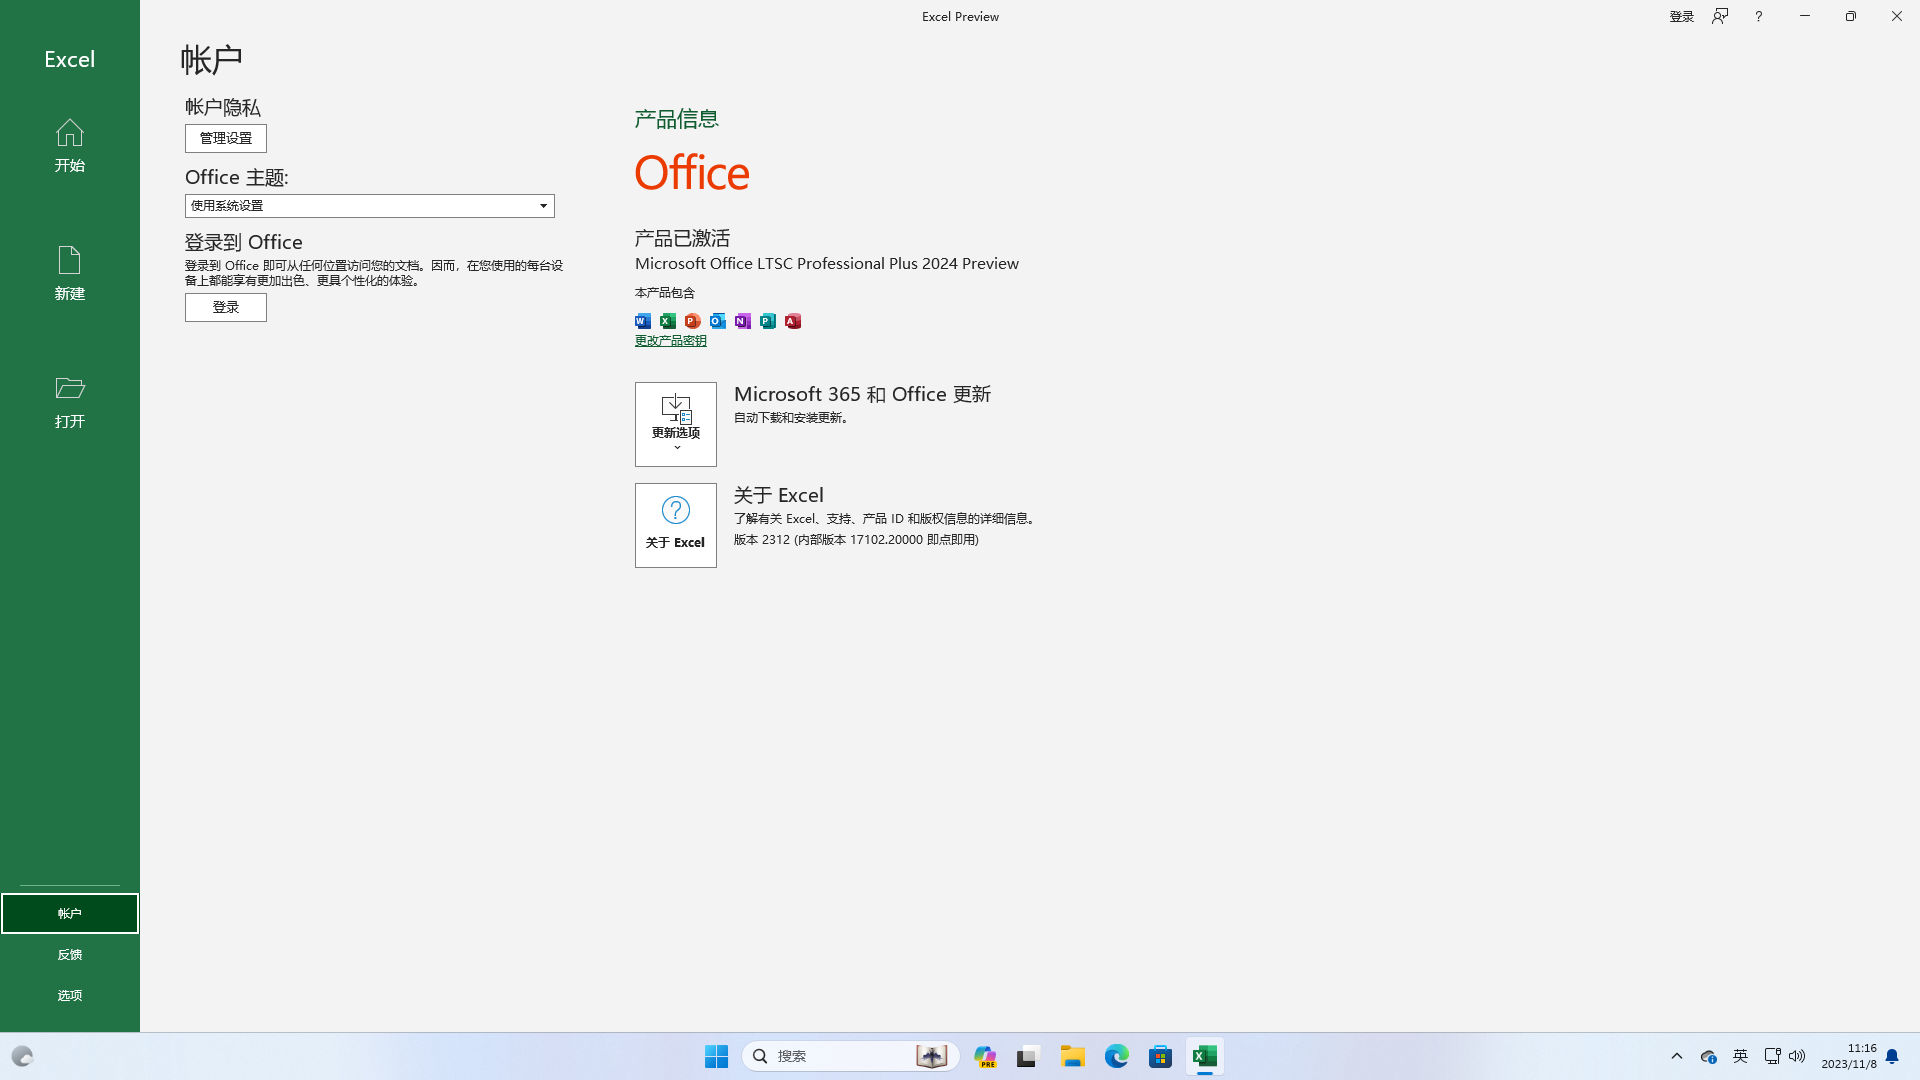 Excel Preview
登录
?
Excel
开始
新建
打开
帐户
反馈
选项
帐户
帐户隐私
管理设置
Office 主题:
使用系统设置
登录到 Office
登录到 Office 即可从任何位置访问您的文档。因而，在您使用的每台设
备上都能享有更加出色、更具个性化的体验。
登录
产品信息
Office
产品已激活
Microsoft Office LTSC Professional Plus 2024 Preview
本产品包含
更改产品密钥
更新选项
Microsoft 365 和 Office 更新
自动下载和安装更新。
关于 Excel
关于 Excel
了解有关 Excel、支持、产品 ID 和版权信息的详细信息。
版本 2312 (内部版本 17102.20000 即点即用)
搜索
PRE
英
11:16
2023/11/8